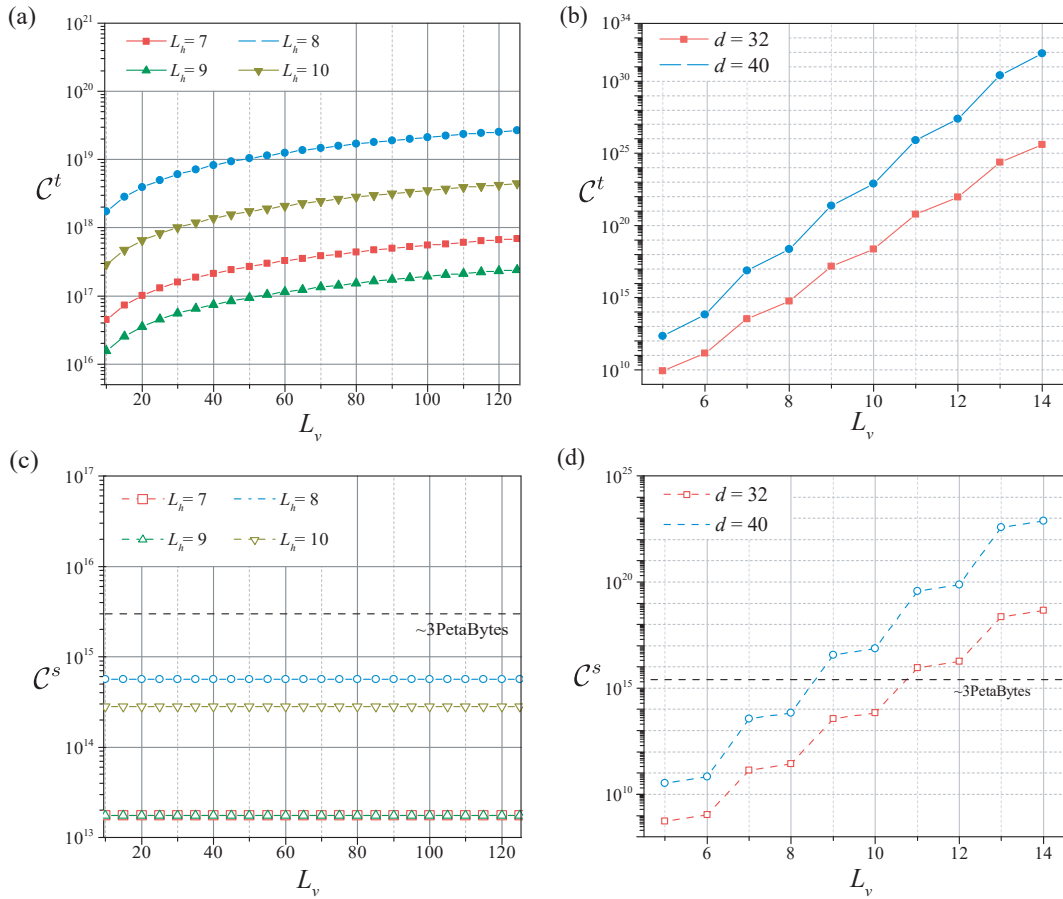 (a)
10^21
10^20
10^19
10^18
10^17
10^16
C^t
L_h= 7
L_h= 8
L_h= 9
L_h= 10
20 40 60 80 100 120
L_v
(b)
10^34
10^30
10^25
10^20
10^15
10^10
C^t
d = 32
d = 40
6 8 10 12 14
L_v
(c)
10^17
10^16
10^15
10^14
10^13
C^s
L_h= 7
L_h= 8
L_h= 9
L_h= 10
~3PetaBytes
20 40 60 80 100 120
L_v
(d)
10^25
10^20
10^15
10^10
C^s
d = 32
d = 40
~3PetaBytes
6 8 10 12 14
L_v